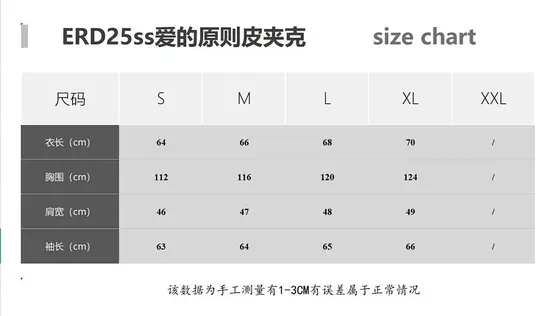 ERD25ss爱的原则皮夹克 size chart
尺码 S M L XL XXL
衣长（cm） 64 66 68 70 /
胸围（cm） 112 116 120 124 /
肩宽（cm） 46 47 48 49 /
袖长（cm） 63 64 65 66 /
该数据为手工测量有1-3CM有误差属于正常情况